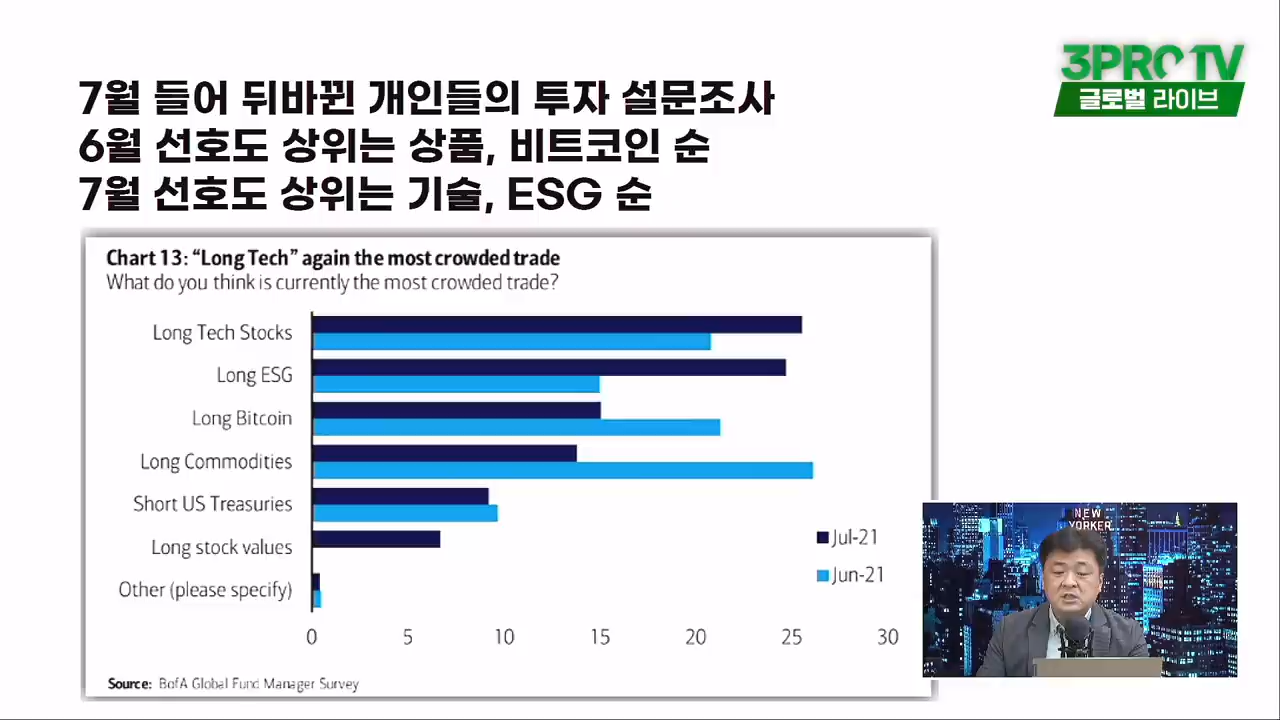 3PROTV
글로벌 라이브
7월 들어 뒤바뀐 개인들의 투자 설문조사
6월 선호도 상위는 상품, 비트코인 순
7월 선호도 상위는 기술, ESG 순
Chart 13: “Long Tech” again the most crowded trade
What do you think is currently the most crowded trade?
Long Tech Stocks
Long ESG
Long Bitcoin
Long Commodities
Short US Treasuries
Long stock values
Other (please specify)
Jul-21
Jun-21
0 5 10 15 20 25 30
Source: BofA Global Fund Manager Survey
NEW
YORKER